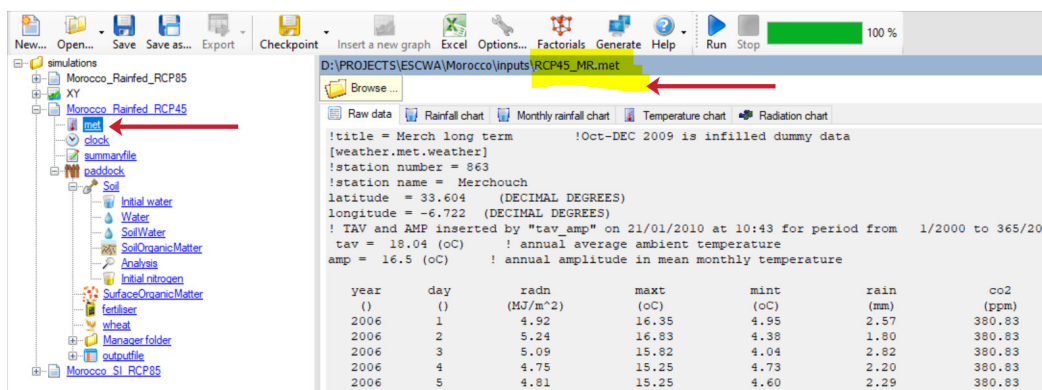 New... Open... Save Save as... Export Checkpoint Insert a new graph Excel Options... Factorials Generate Help Run Stop 100 %
simulations
Morocco_Rainfed_RCP85
XY
Morocco_Rainfed_RCP45
met
clock
summaryfile
paddock
Soil
Initial water
Water
SoilWater
SoilOrganicMatter
Analysis
Initial nitrogen
SurfaceOrganicMatter
fertiliser
wheat
Manager folder
outputfile
Morocco_SI_RCP85
D:\PROJECTS\ESCWA\Morocco\inputs\RCP45_MR.met
Browse ...
Raw data Rainfall chart Monthly rainfall chart Temperature chart Radiation chart
!title = Merch long term !Oct-DEC 2009 is infilled dummy data
[weather.met.weather]
!station number = 863
!station name = Merchouch
latitude = 33.604 (DECIMAL DEGREES)
longitude = -6.722 (DECIMAL DEGREES)
! TAV and AMP inserted by "tav_amp" on 21/01/2010 at 10:43 for period from 1/2000 to 365/20
tav = 18.04 (oC) ! annual average ambient temperature
amp = 16.5 (oC) ! annual amplitude in mean monthly temperature
year day radn maxt mint rain co2
() () (MJ/m^2) (oC) (oC) (mm) (ppm)
2006 1 4.92 16.35 4.95 2.57 380.83
2006 2 5.24 16.83 4.38 1.80 380.83
2006 3 5.09 15.82 4.04 2.82 380.83
2006 4 4.75 15.25 4.73 2.20 380.83
2006 5 4.81 15.25 4.60 2.29 380.83